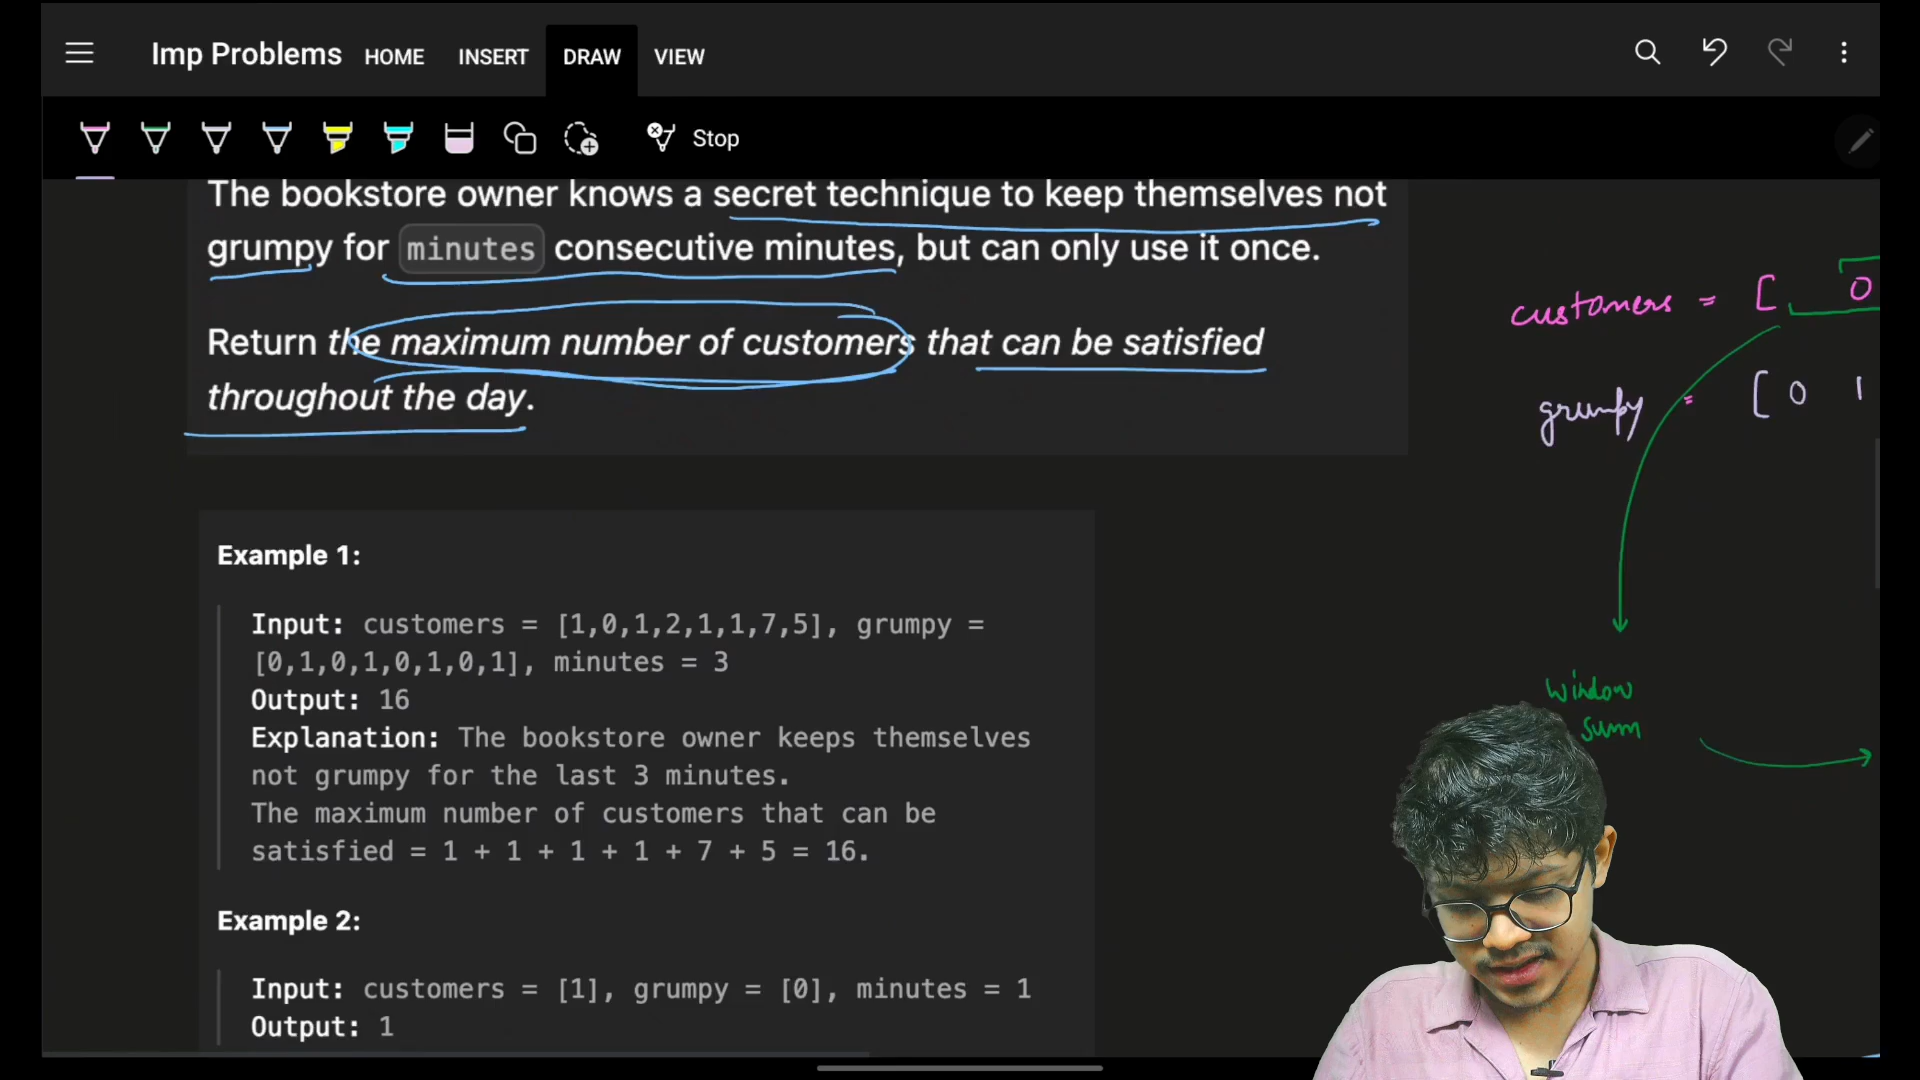 Imp Problems HOME INSERT DRAW VIEW
Stop
The bookstore owner knows a secret technique to keep themselves not
grumpy for minutes consecutive minutes, but can only use it once.
Return the maximum number of customers that can be satisfied
throughout the day.
Example 1:
Input: customers = [1,0,1,2,1,1,7,5], grumpy =
[0,1,0,1,0,1,0,1], minutes = 3
Output: 16
Explanation: The bookstore owner keeps themselves
not grumpy for the last 3 minutes.
The maximum number of customers that can be
satisfied = 1 + 1 + 1 + 1 + 7 + 5 = 16.
Example 2:
Input: customers = [1], grumpy = [0], minutes = 1
Output: 1
customers = [ 0
grumpy = [ 0 1
window
sum